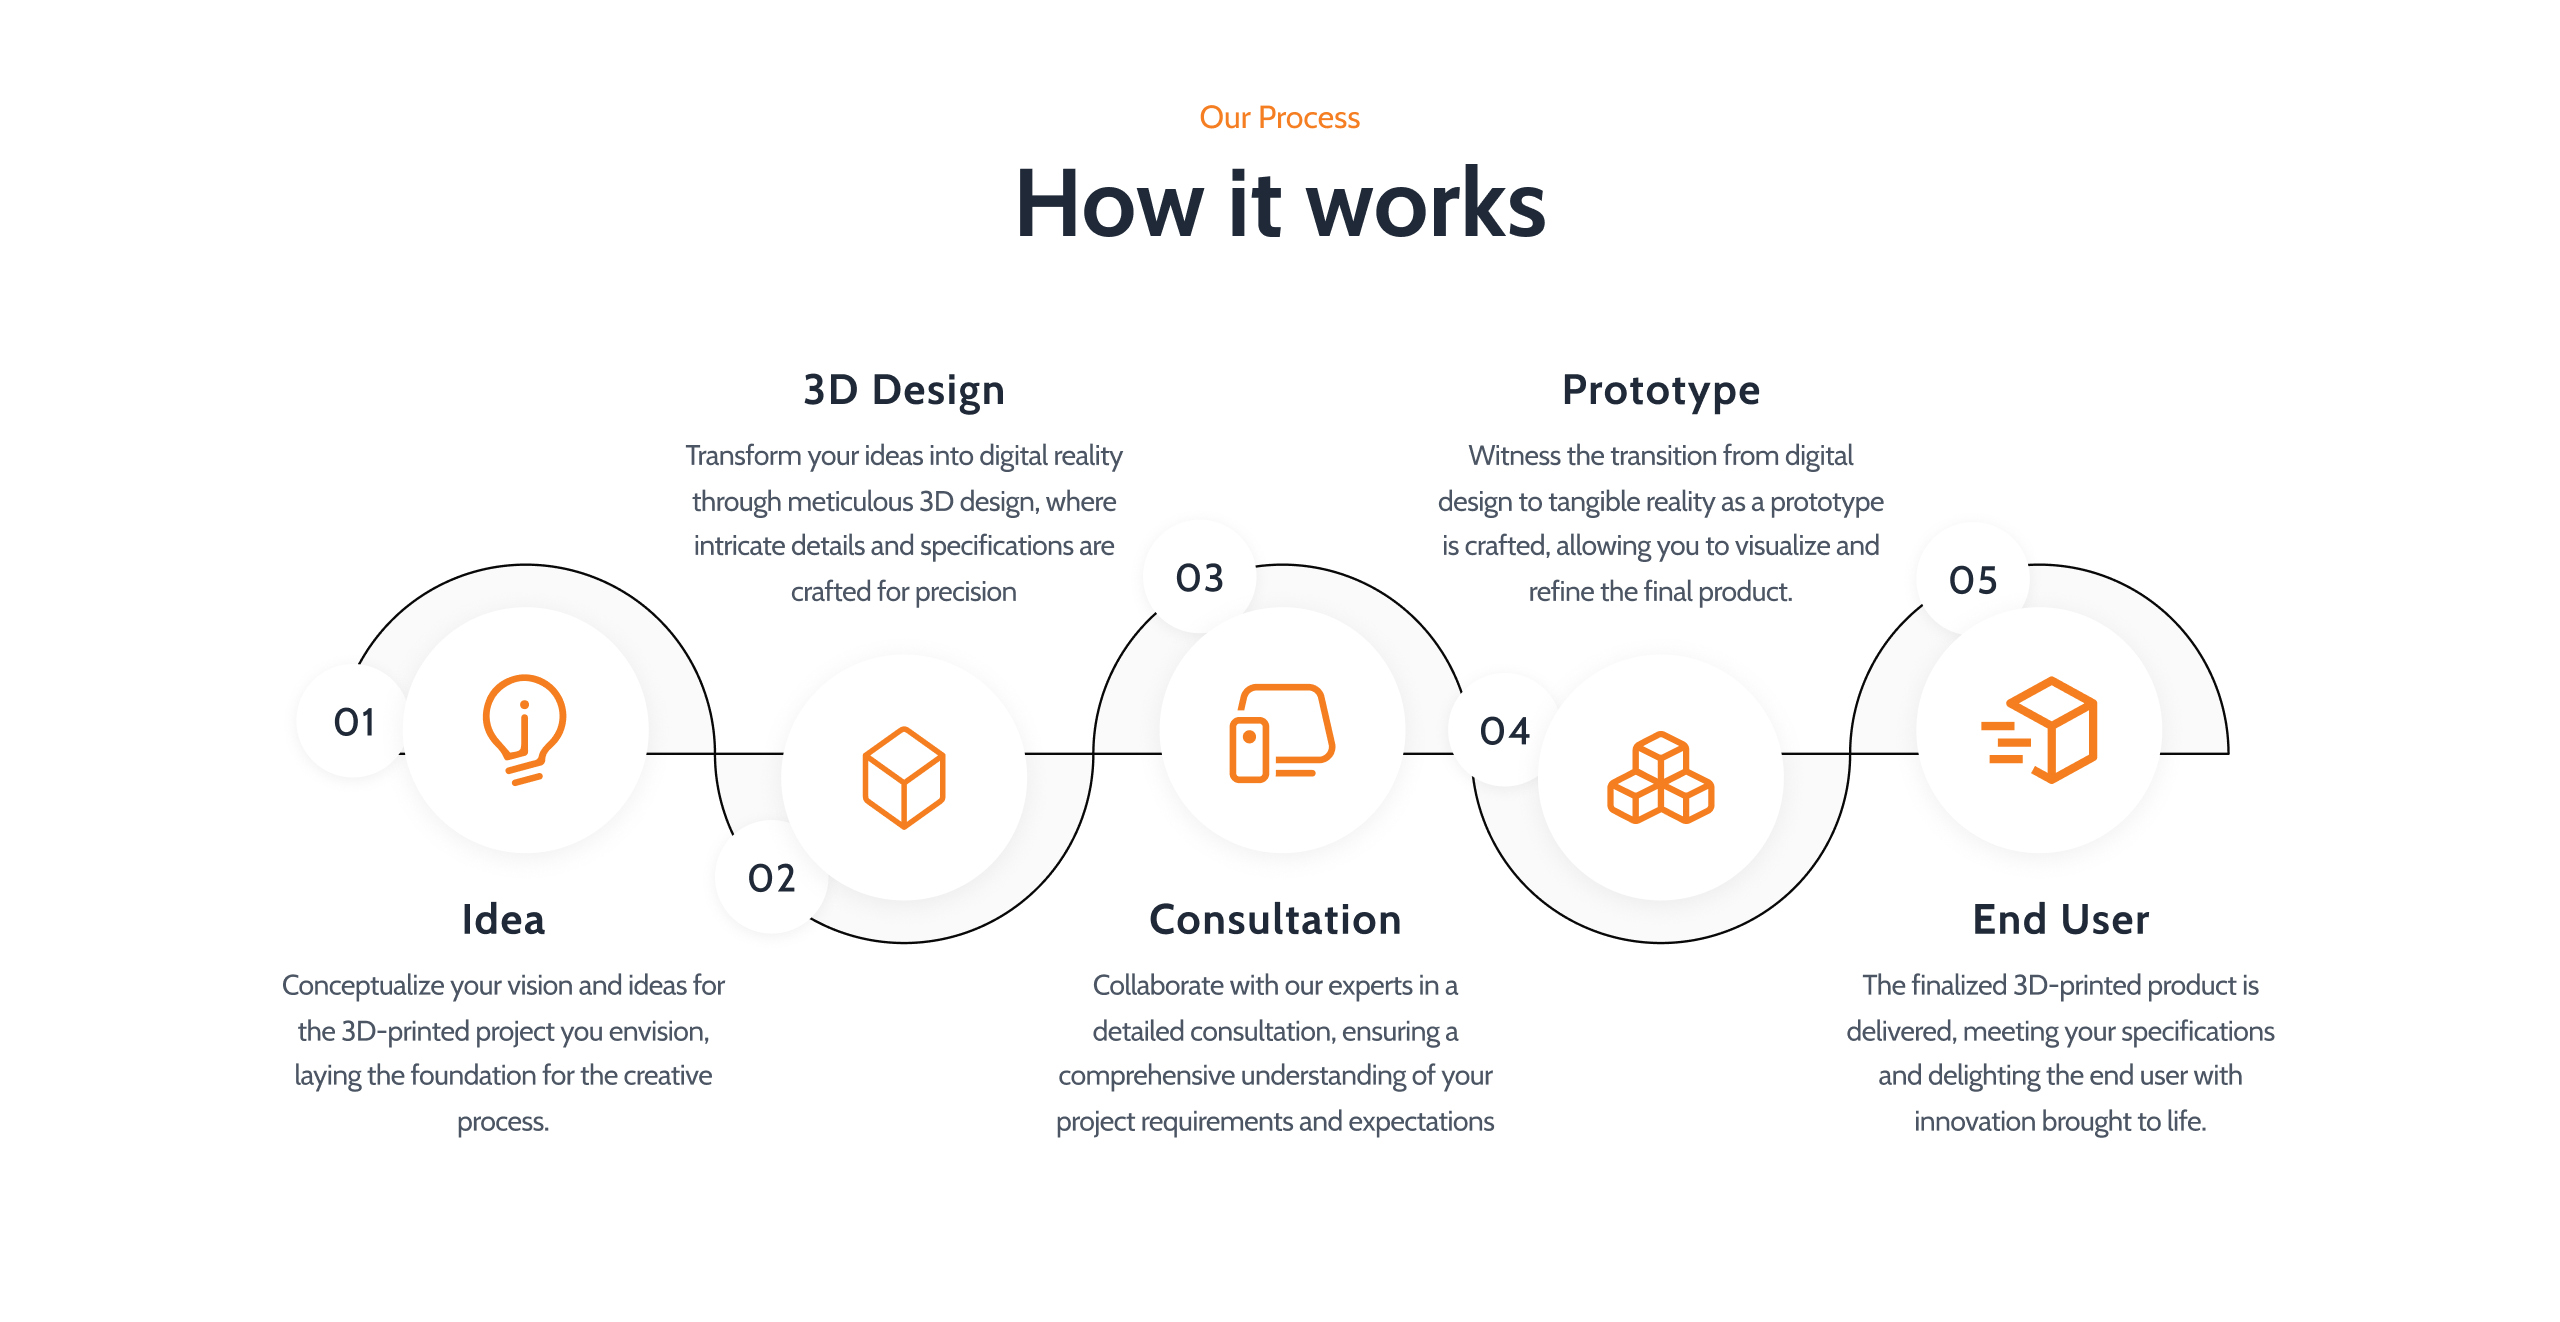 Our Process
How it works
01
Idea
Conceptualize your vision and ideas for
the 3D-printed project you envision,
laying the foundation for the creative
process.
02
3D Design
Transform your ideas into digital reality
through meticulous 3D design, where
intricate details and specifications are
crafted for precision
03
Consultation
Collaborate with our experts in a
detailed consultation, ensuring a
comprehensive understanding of your
project requirements and expectations
04
Prototype
Witness the transition from digital
design to tangible reality as a prototype
is crafted, allowing you to visualize and
refine the final product.
05
End User
The finalized 3D-printed product is
delivered, meeting your specifications
and delighting the end user with
innovation brought to life.